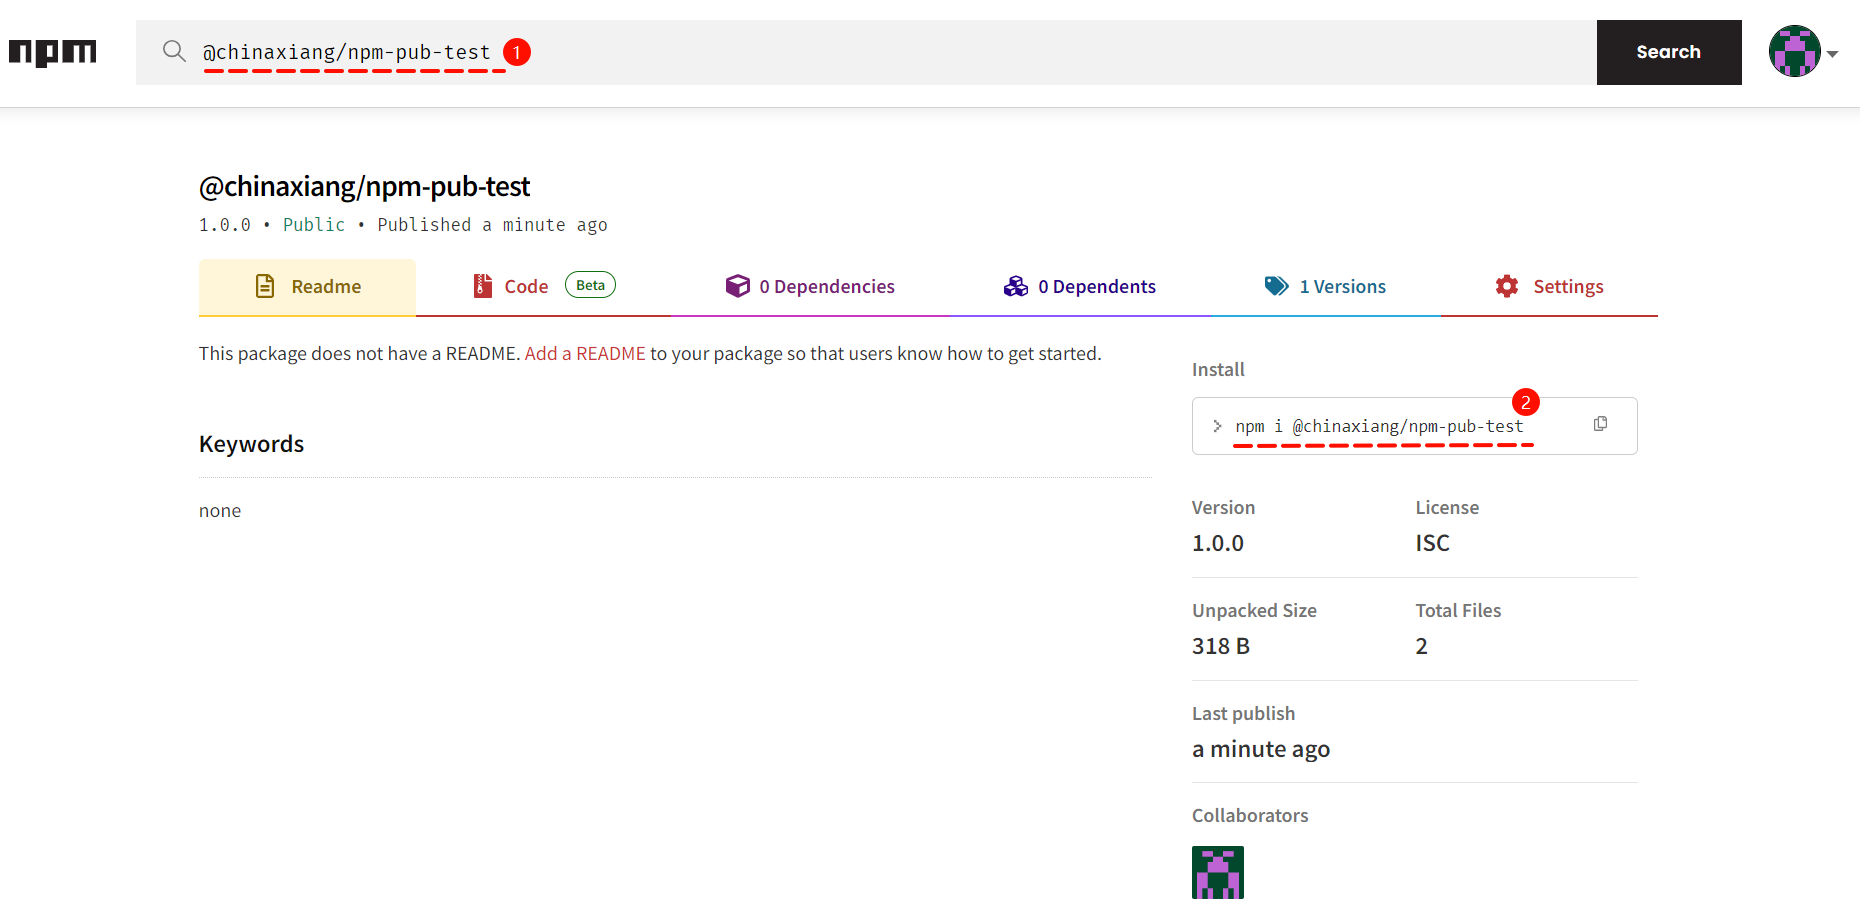 npm
@chinaxiang/npm-pub-test 1
Search
@chinaxiang/npm-pub-test
1.0.0 • Public • Published a minute ago
Readme
Code Beta
0 Dependencies
0 Dependents
1 Versions
Settings
This package does not have a README. Add a README to your package so that users know how to get started.
Keywords
none
Install
2
> npm i @chinaxiang/npm-pub-test
Version
1.0.0
License
ISC
Unpacked Size
318 B
Total Files
2
Last publish
a minute ago
Collaborators